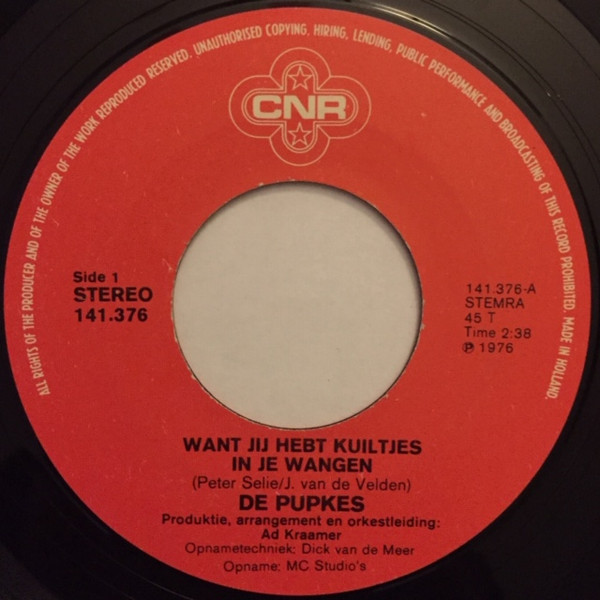 ALL RIGHTS OF THE PRODUCER AND OF THE OWNER OF THE WORK REPRODUCED RESERVED. UNAUTHORISED COPYING, HIRING, LENDING, PUBLIC PERFORMANCE AND BROADCASTING OF THIS RECORD PROHIBITED. MADE IN HOLLAND.
CNR
Side 1
STEREO
141.376
141.376-A
STEMRA
45 T
Time 2:38
℗ 1976
WANT JIJ HEBT KUILTJES
IN JE WANGEN
(Peter Selie/J. van de Velden)
DE PUPKES
Produktie, arrangement en orkestleiding:
Ad Kraamer
Opnametechniek: Dick van de Meer
Opname: MC Studio's